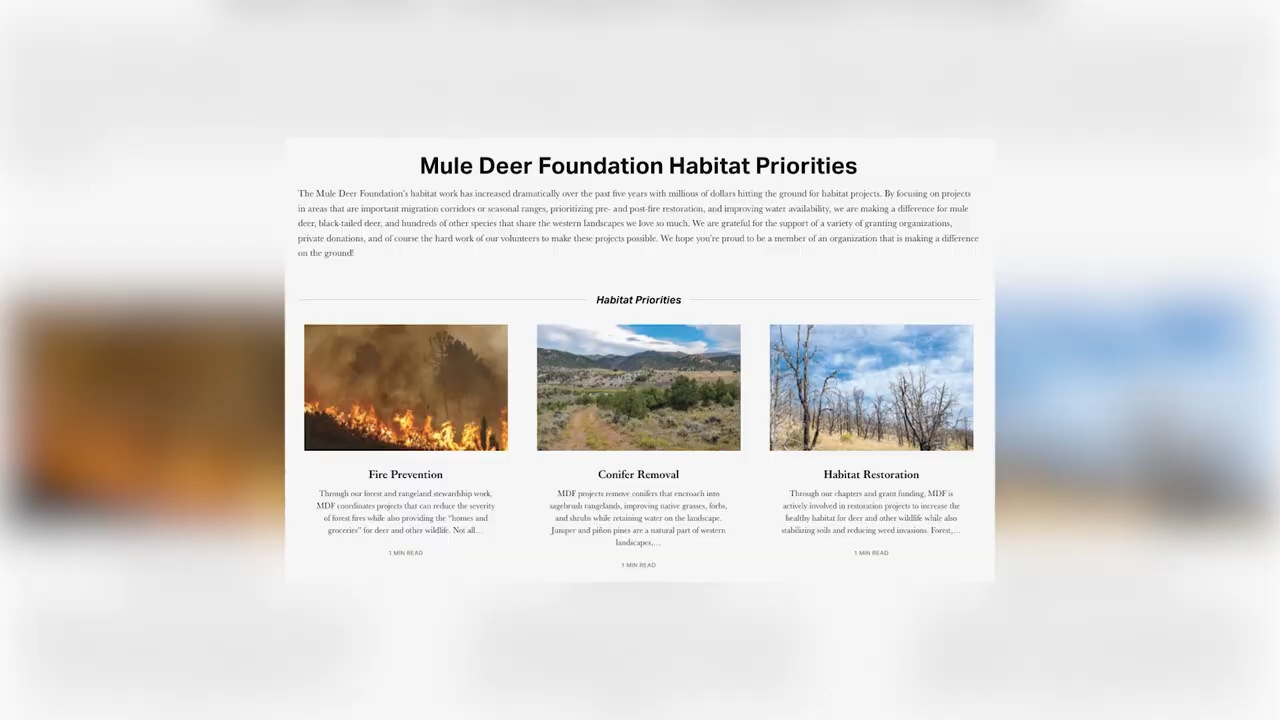 Mule Deer Foundation Habitat Priorities
The Mule Deer Foundation's habitat work has increased dramatically over the past five years with millions of dollars hitting the ground for habitat projects. By focusing on projects
in areas that are important migration corridors or seasonal ranges, prioritizing pre- and post-fire restoration, and improving water availability, we are making a difference for mule
deer, black-tailed deer, and hundreds of other species that share the western landscapes we love so much. We are grateful for the support of a variety of granting organizations,
private donations, and of course the hard work of our volunteers to make these projects possible. We hope you're proud to be a member of an organization that is making a difference
on the ground!
Habitat Priorities
Fire Prevention
Through our forest and rangeland stewardship work,
MDF coordinates projects that can reduce the severity
of forest fires while also providing the "homes and
groceries" for deer and other wildlife. Not all…
1 MIN READ
Conifer Removal
MDF projects remove conifers that encroach into
sagebrush rangelands, improving native grasses, forbs,
and shrubs while retaining water on the landscape.
Juniper and piñon pines are a natural part of western
landscapes,…
1 MIN READ
Habitat Restoration
Through our chapters and grant funding, MDF is
actively involved in restoration projects to increase the
healthy habitat for deer and other wildlife while also
stabilizing soils and reducing weed invasions. Forest,…
1 MIN READ